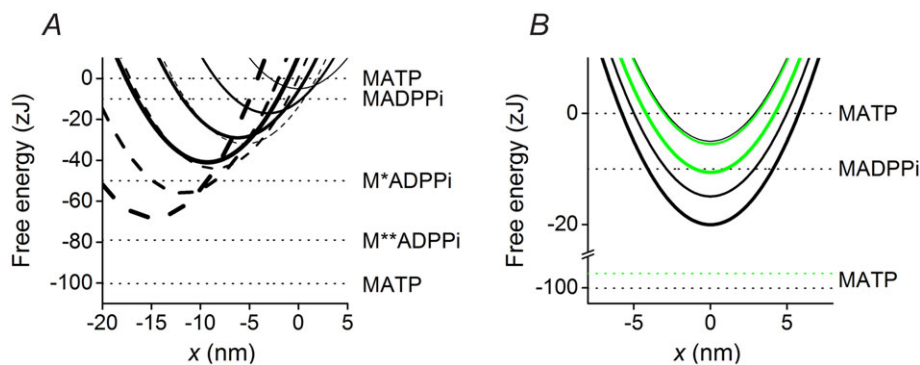 A
Free energy (zJ)
0
-20
-40
-60
-80
-100
MATP
MADPPi
M*ADPPi
M**ADPPi
MATP
-20 -15 -10 -5 0 5
x (nm)
B
Free energy (zJ)
0
-10
-20
-100
MATP
MADPPi
MATP
-5 0 5
x (nm)